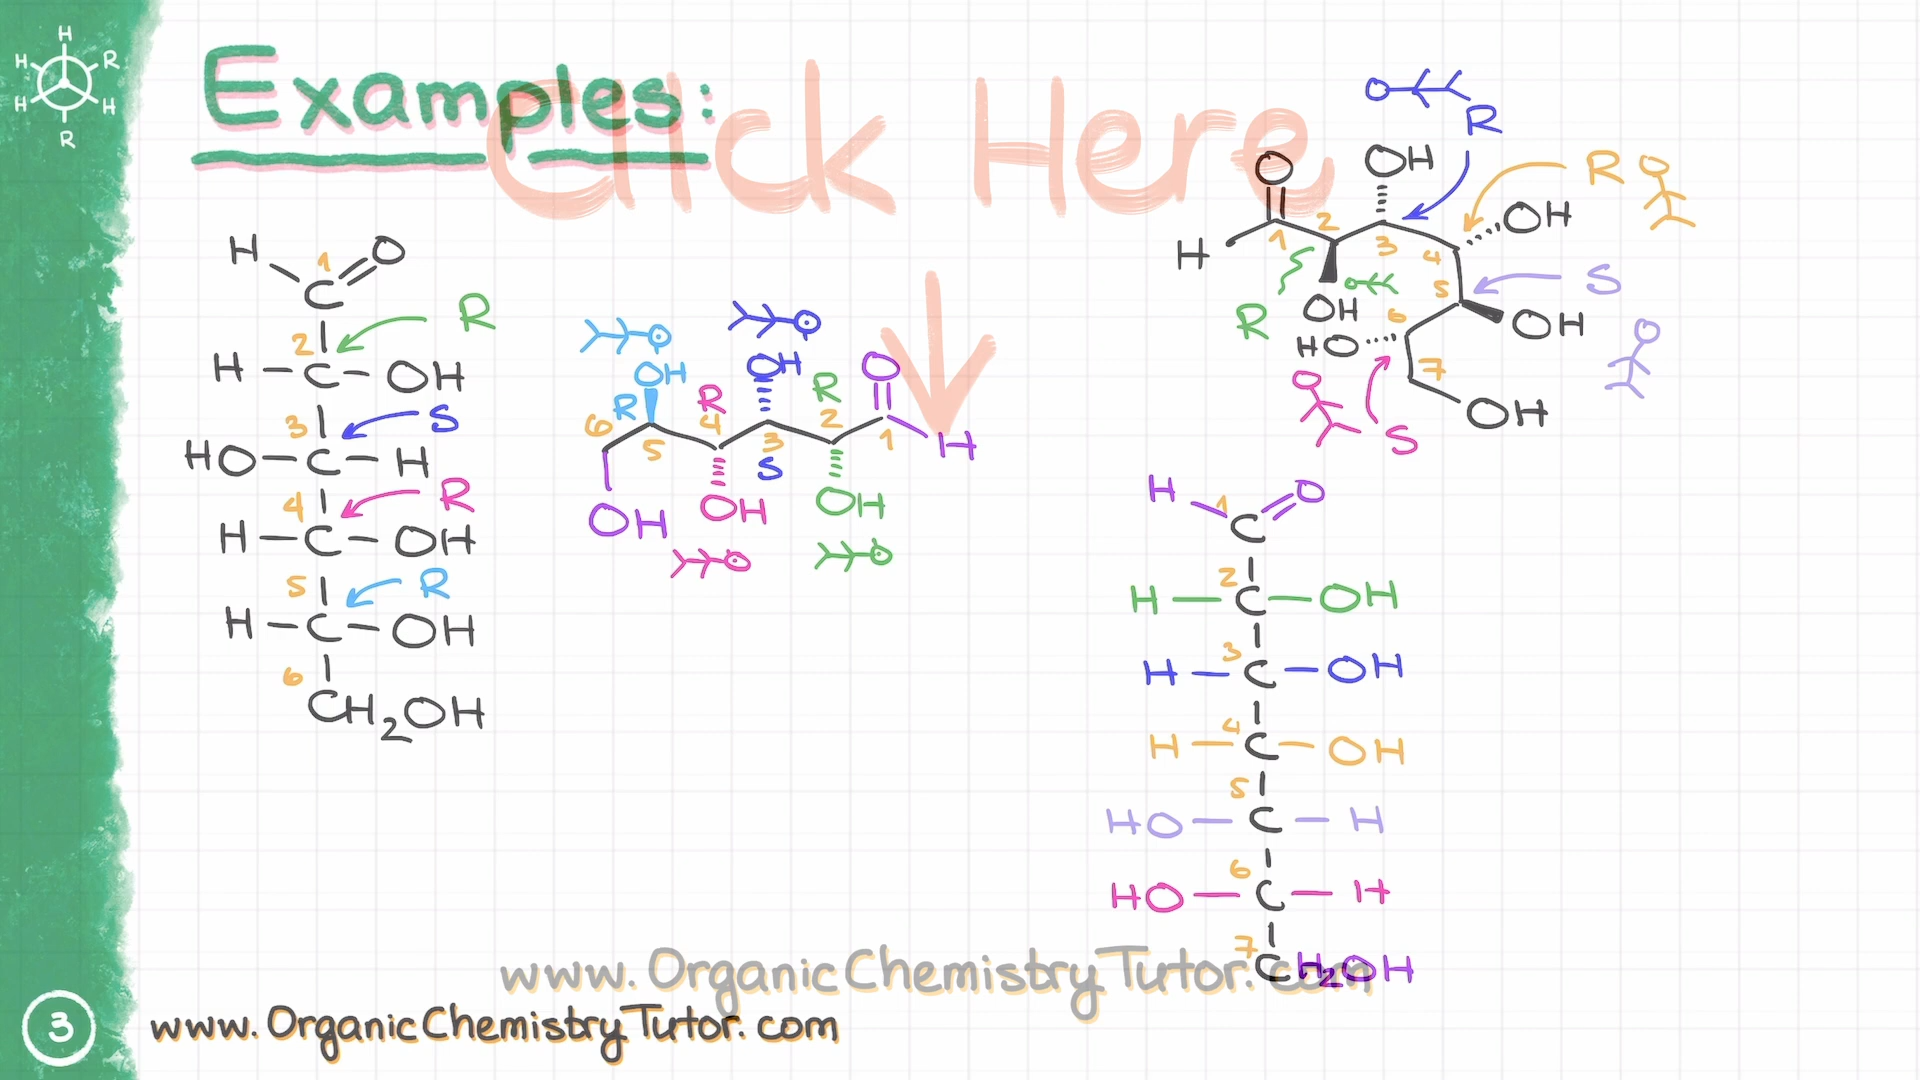 H
H R
H H
R
Examples:
Click Here
H 1 O
C
2 R
H - C - OH
3 S
HO - C - H
4 R
H - C - OH
5 R
H - C - OH
6
CH2OH
OH OH O
R R R
6 5 4 3 2 1 H
S
OH OH OH
R
O OH R
OH
H 1 2 3 4
5 S
R OH 6 OH
HO
7
S OH
H 1 O
C
2
H - C - OH
3
H - C - OH
4
H - C - OH
5
HO - C - H
6
HO - C - H
7
CH2OH
www.OrganicChemistryTutor.com
3 www.OrganicChemistryTutor.com